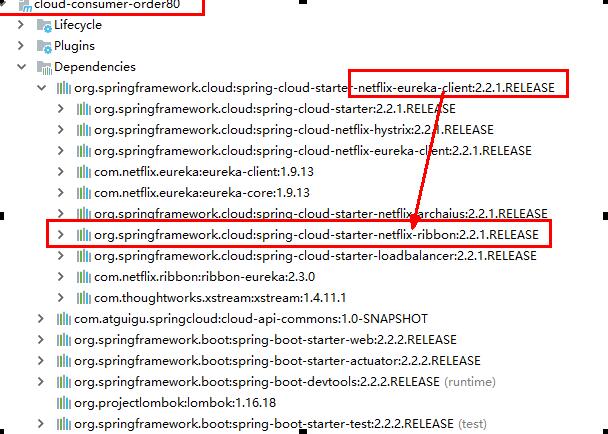 cloud-consumer-order80
Lifecycle
Plugins
Dependencies
org.springframework.cloud:spring-cloud-starter-netflix-eureka-client:2.2.1.RELEASE
org.springframework.cloud:spring-cloud-starter:2.2.1.RELEASE
org.springframework.cloud:spring-cloud-netflix-hystrix:2.2.1.RELEASE
org.springframework.cloud:spring-cloud-netflix-eureka-client:2.2.1.RELEASE
com.netflix.eureka:eureka-client:1.9.13
com.netflix.eureka:eureka-core:1.9.13
org.springframework.cloud:spring-cloud-starter-netflix-archaius:2.2.1.RELEASE
org.springframework.cloud:spring-cloud-starter-netflix-ribbon:2.2.1.RELEASE
org.springframework.cloud:spring-cloud-starter-loadbalancer:2.2.1.RELEASE
com.netflix.ribbon:ribbon-eureka:2.3.0
com.thoughtworks.xstream:xstream:1.4.11.1
com.atguigu.springcloud:cloud-api-commons:1.0-SNAPSHOT
org.springframework.boot:spring-boot-starter-web:2.2.2.RELEASE
org.springframework.boot:spring-boot-starter-actuator:2.2.2.RELEASE
org.springframework.boot:spring-boot-devtools:2.2.2.RELEASE (runtime)
org.projectlombok:lombok:1.16.18
org.springframework.boot:spring-boot-starter-test:2.2.2.RELEASE (test)